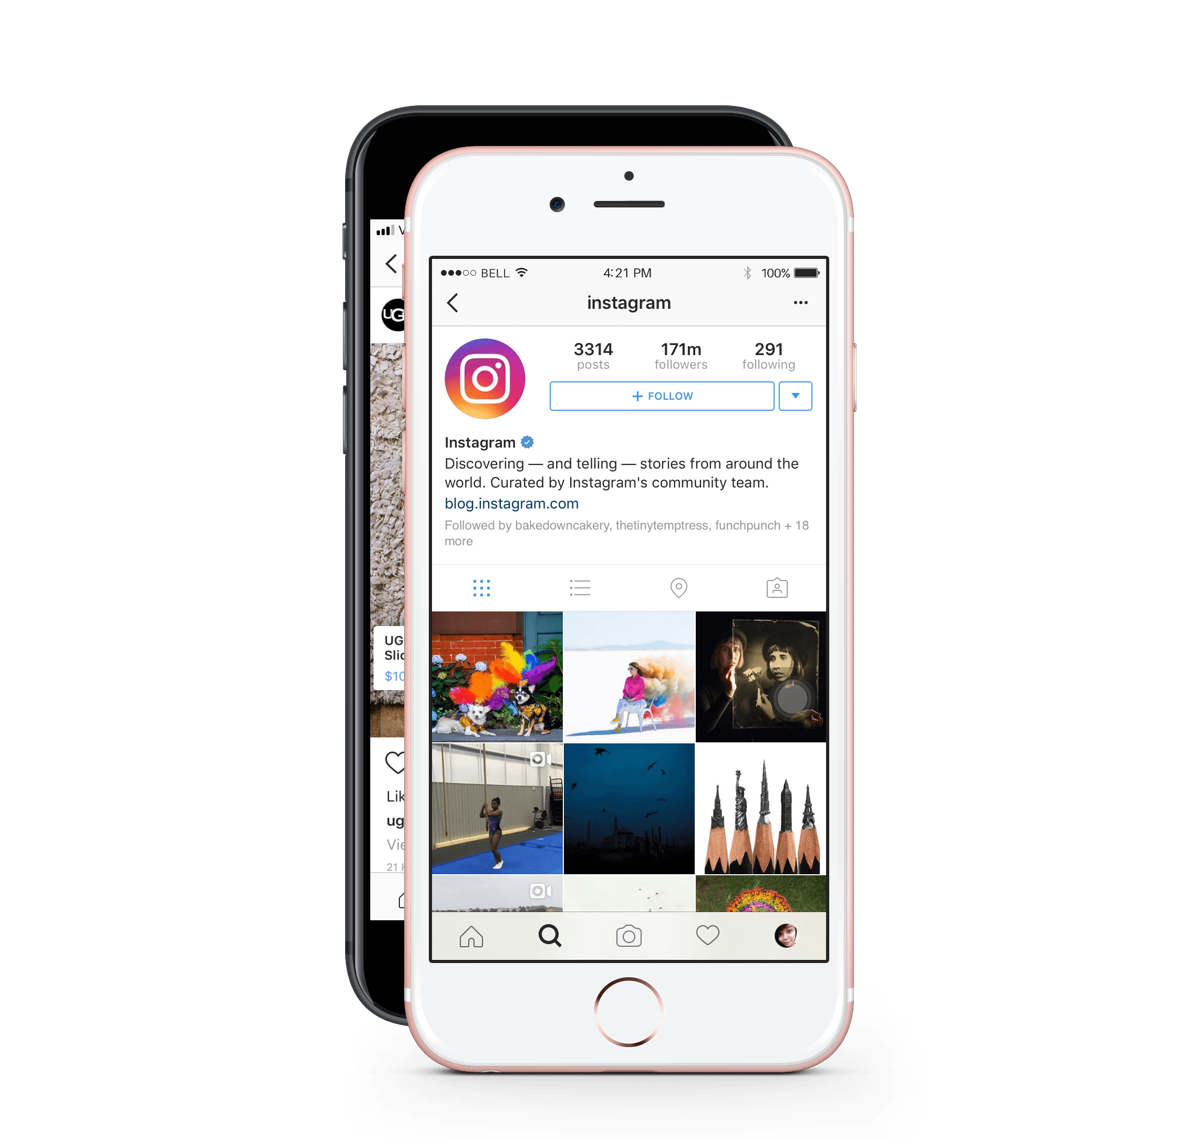 BELL 4:21 PM 100%
instagram
3314 171m 291
posts followers following
+ FOLLOW
Instagram
Discovering — and telling — stories from around the
world. Curated by Instagram's community team.
blog.instagram.com
Followed by bakedowncakery, thetinytemptress, funchpunch + 18
more
UG
UG
Slid
$10
Lik
ug
Vie
21